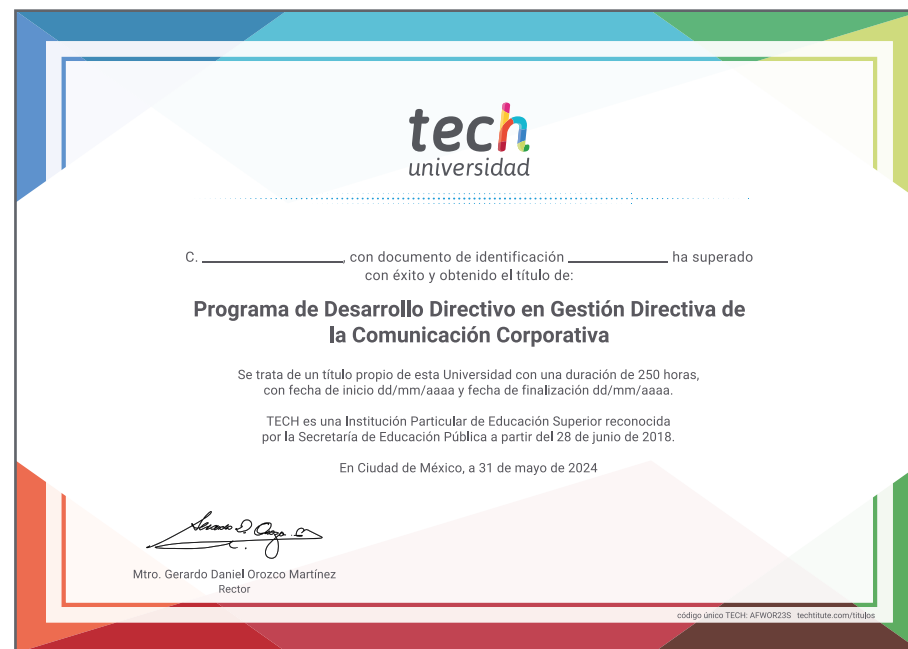 tech
universidad
C. ____________, con documento de identificación ____________ ha superado
con éxito y obtenido el título de:
Programa de Desarrollo Directivo en Gestión Directiva de
la Comunicación Corporativa
Se trata de un título propio de esta Universidad con una duración de 250 horas,
con fecha de inicio dd/mm/aaaa y fecha de finalización dd/mm/aaaa.
TECH es una Institución Particular de Educación Superior reconocida
por la Secretaría de Educación Pública a partir del 28 de junio de 2018.
En Ciudad de México, a 31 de mayo de 2024
Mtro. Gerardo Daniel Orozco Martínez
Rector
código único TECH: AFWOR23S techtitute.com/titulos